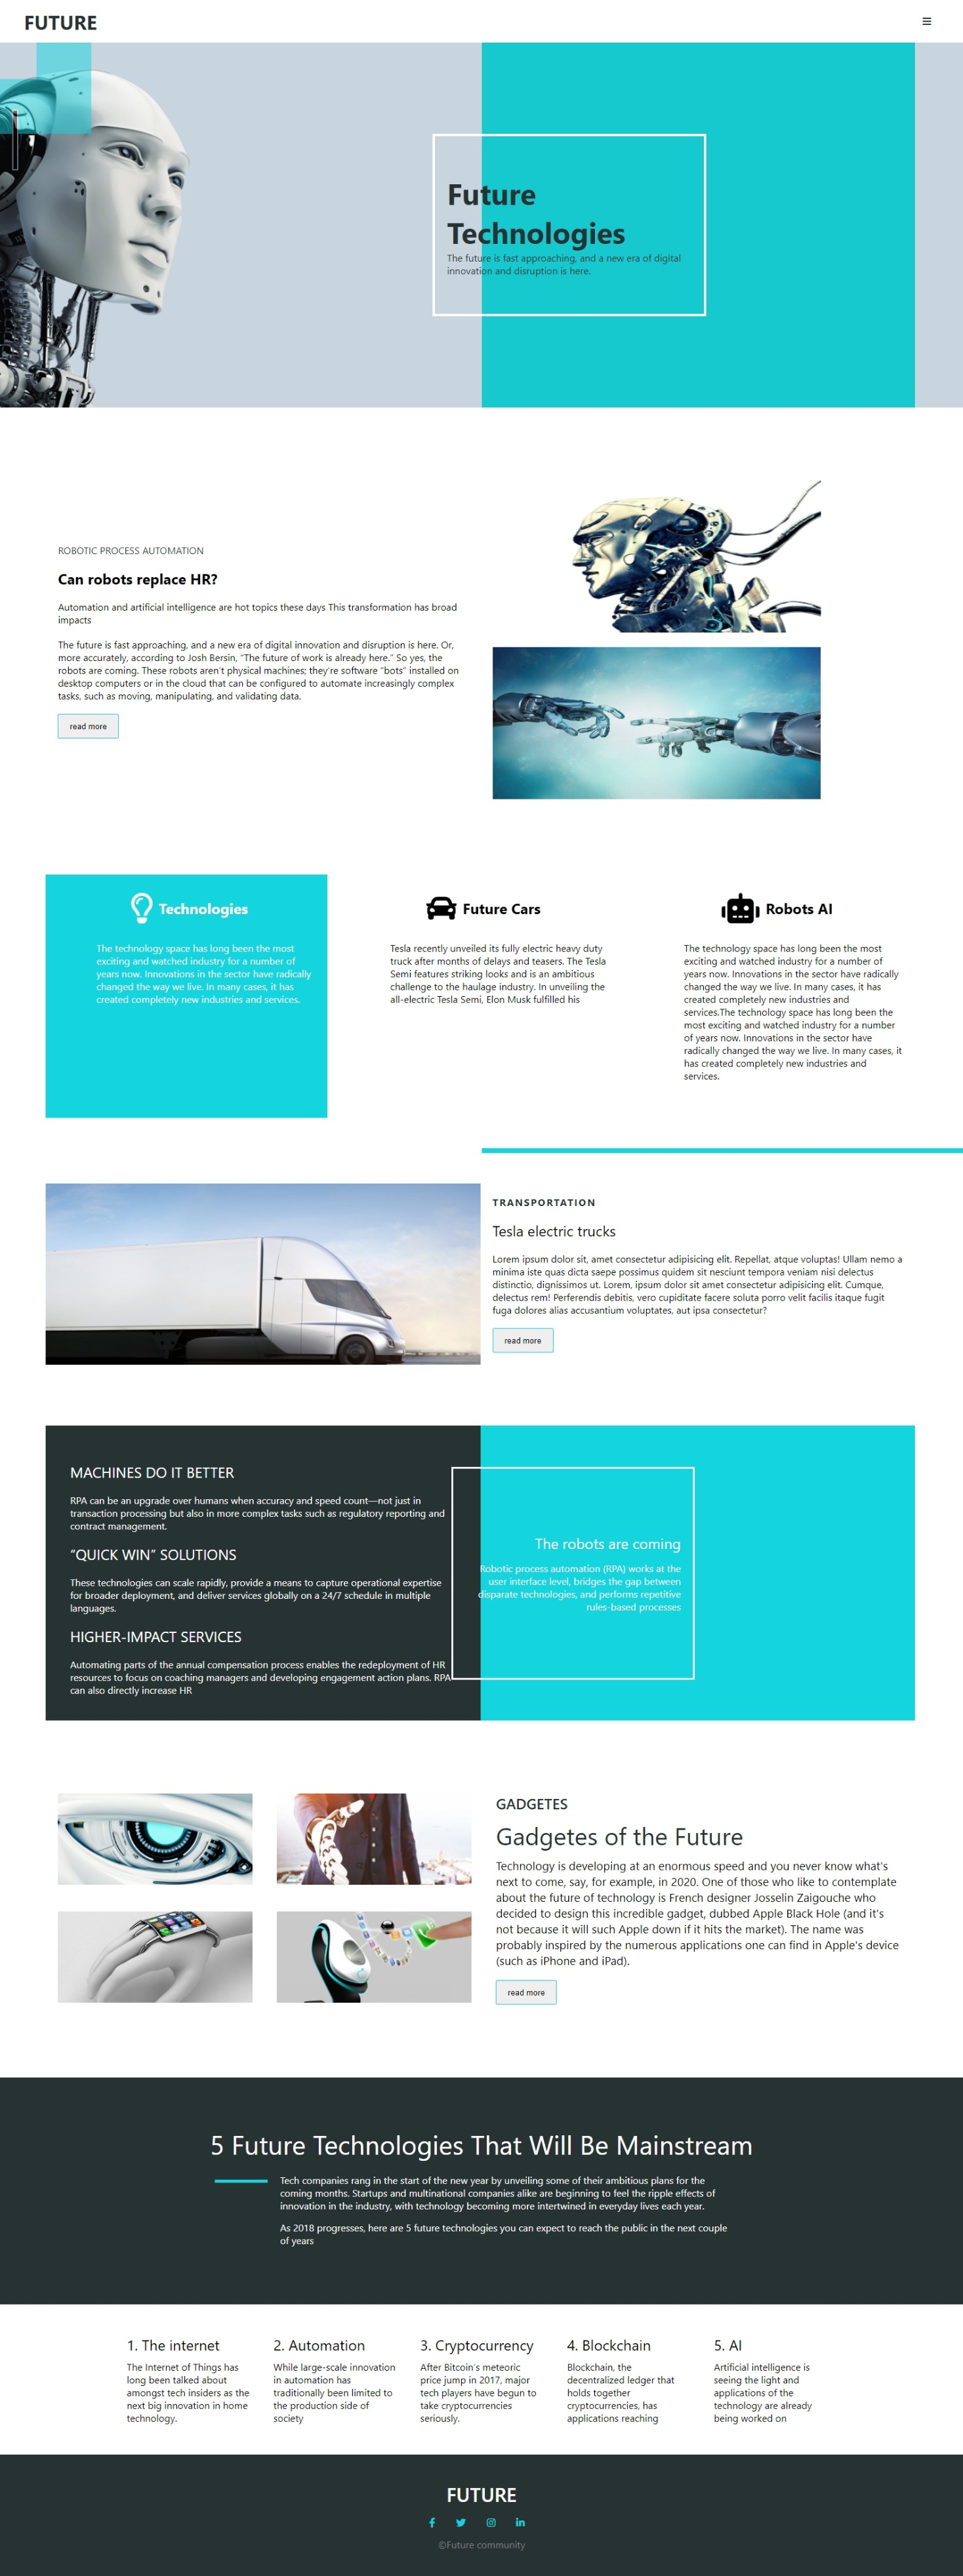 FUTURE
Future
Technologies
The future is fast approaching, and a new era of digital
innovation and disruption is here.
ROBOTIC PROCESS AUTOMATION
Can robots replace HR?
Automation and artificial intelligence are hot topics these days This transformation has broad
impacts
The future is fast approaching, and a new era of digital innovation and disruption is here. Or,
more accurately, according to Josh Bersin, “The future of work is already here.” So yes, the
robots are coming. These robots aren’t physical machines; they’re software “bots” installed on
desktop computers or in the cloud that can be configured to automate increasingly complex
tasks, such as moving, manipulating, and validating data.
read more
Technologies
The technology space has long been the most
exciting and watched industry for a number of
years now. Innovations in the sector have radically
changed the way we live. In many cases, it has
created completely new industries and services.
Future Cars
Tesla recently unveiled its fully electric heavy duty
truck after months of delays and teasers. The Tesla
Semi features striking looks and is an ambitious
challenge to the haulage industry. In unveiling the
all-electric Tesla Semi, Elon Musk fulfilled his
Robots AI
The technology space has long been the most
exciting and watched industry for a number of
years now. Innovations in the sector have radically
changed the way we live. In many cases, it has
created completely new industries and
services.The technology space has long been the
most exciting and watched industry for a number
of years now. Innovations in the sector have
radically changed the way we live. In many cases, it
has created completely new industries and
services.
TRANSPORTATION
Tesla electric trucks
Lorem ipsum dolor sit, amet consectetur adipisicing elit. Repellat, atque voluptas! Ullam nemo a
minima iste quas dicta saepe possimus quidem sit nesciunt tempora veniam nisi delectus
distinctio, dignissimos ut. Lorem, ipsum dolor sit amet consectetur adipisicing elit. Cumque,
delectus rem! Perferendis debitis, vero cupiditate facere soluta porro velit facilis itaque fugit
fuga dolores alias accusantium voluptates, aut ipsa consectetur?
read more
MACHINES DO IT BETTER
RPA can be an upgrade over humans when accuracy and speed count—not just in
transaction processing but also in more complex tasks such as regulatory reporting and
contract management.
“QUICK WIN” SOLUTIONS
These technologies can scale rapidly, provide a means to capture operational expertise
for broader deployment, and deliver services globally on a 24/7 schedule in multiple
languages.
HIGHER-IMPACT SERVICES
Automating parts of the annual compensation process enables the redeployment of HR
resources to focus on coaching managers and developing engagement action plans. RPA
can also directly increase HR
The robots are coming
Robotic process automation (RPA) works at the
user interface level, bridges the gap between
disparate technologies, and performs repetitive
rules-based processes
GADGETES
Gadgetes of the Future
Technology is developing at an enormous speed and you never know what's
next to come, say, for example, in 2020. One of those who like to contemplate
about the future of technology is French designer Josselin Zaigouche who
decided to design this incredible gadget, dubbed Apple Black Hole (and it's
not because it will such Apple down if it hits the market). The name was
probably inspired by the numerous applications one can find in Apple's device
(such as iPhone and iPad).
read more
5 Future Technologies That Will Be Mainstream
Tech companies rang in the start of the new year by unveiling some of their ambitious plans for the
coming months. Startups and multinational companies alike are beginning to feel the ripple effects of
innovation in the industry, with technology becoming more intertwined in everyday lives each year.
As 2018 progresses, here are 5 future technologies you can expect to reach the public in the next couple
of years
1. The internet
The Internet of Things has
long been talked about
amongst tech insiders as the
next big innovation in home
technology.
2. Automation
While large-scale innovation
in automation has
traditionally been limited to
the production side of
society
3. Cryptocurrency
After Bitcoin’s meteoric
price jump in 2017, major
tech players have begun to
take cryptocurrencies
seriously.
4. Blockchain
Blockchain, the
decentralized ledger that
holds together
cryptocurrencies, has
applications reaching
5. AI
Artificial intelligence is
seeing the light and
applications of the
technology are already
being worked on
FUTURE
©Future community